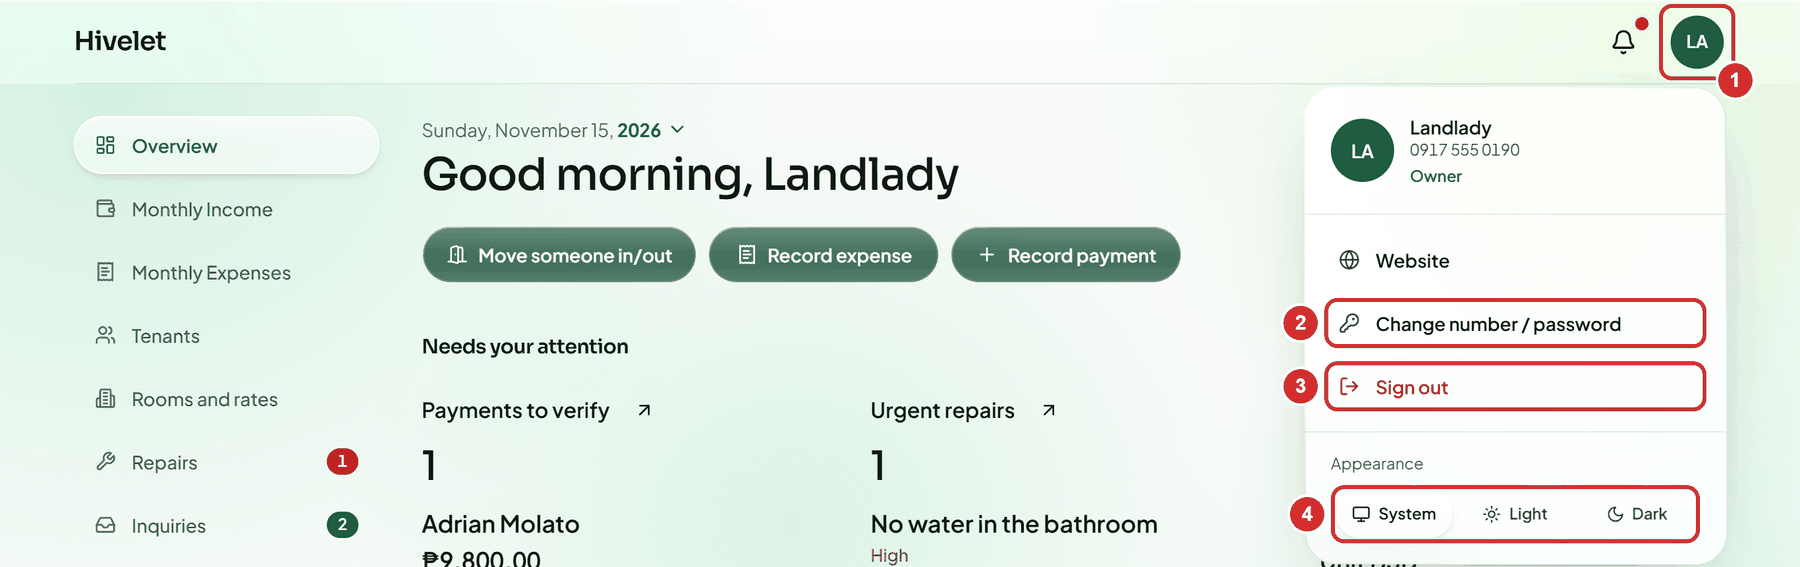 Hivelet
LA
1
Overview
Monthly Income
Monthly Expenses
Tenants
Rooms and rates
Repairs 1
Inquiries 2
Sunday, November 15, 2026
Good morning, Landlady
Move someone in/out
Record expense
Record payment
Needs your attention
Payments to verify
1
Adrian Molato
₱9,800.00
Urgent repairs
1
No water in the bathroom
High
LA
Landlady
0917 555 0190
Owner
Website
2 Change number / password
3 Sign out
Appearance
4 System Light Dark